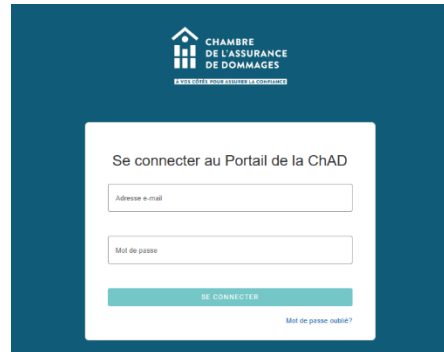 CHAMBRE
DE L'ASSURANCE
DE DOMMAGES
À VOS CÔTÉS POUR ASSURER LA CONFIANCE
Se connecter au Portail de la ChAD
Adresse e-mail
Mot de passe
SE CONNECTER
Mot de passe oublié?